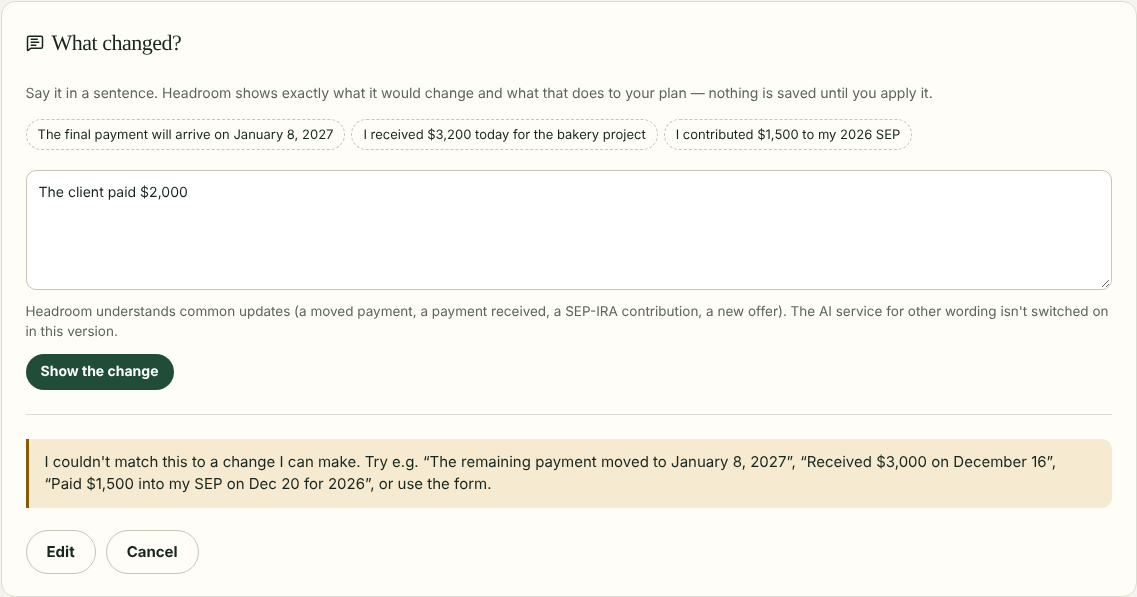 What changed?
Say it in a sentence. Headroom shows exactly what it would change and what that does to your plan — nothing is saved until you apply it.
The final payment will arrive on January 8, 2027
I received $3,200 today for the bakery project
I contributed $1,500 to my 2026 SEP
The client paid $2,000
Headroom understands common updates (a moved payment, a payment received, a SEP-IRA contribution, a new offer). The AI service for other wording isn't switched on
in this version.
Show the change
I couldn't match this to a change I can make. Try e.g. “The remaining payment moved to January 8, 2027”, “Received $3,000 on December 16”,
“Paid $1,500 into my SEP on Dec 20 for 2026”, or use the form.
Edit
Cancel